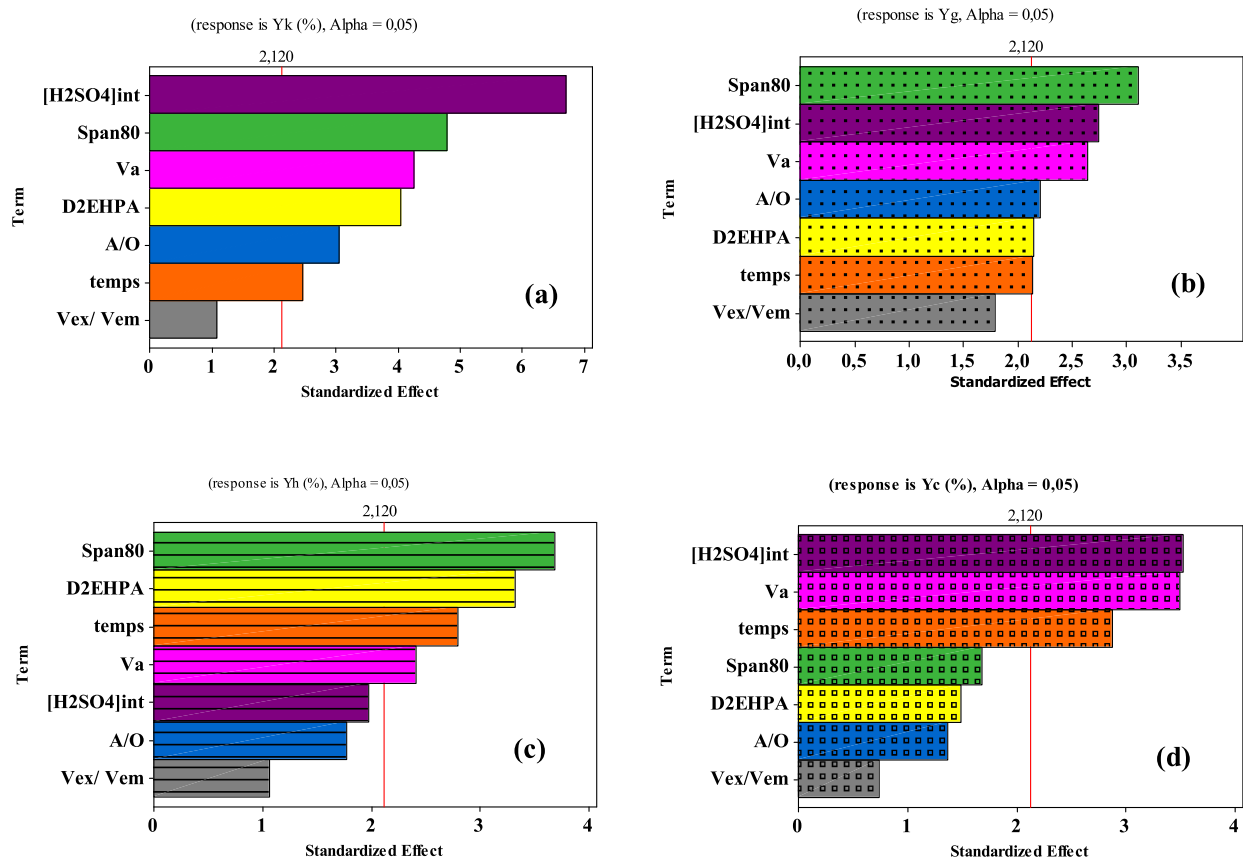 (response is Yk (%), Alpha = 0,05)
2,120
Term
[H2SO4]int
Span80
Va
D2EHPA
A/O
temps
Vex/ Vem
(a)
0 1 2 3 4 5 6 7
Standardized Effect
(response is Yg, Alpha = 0,05)
2,120
Term
Span80
[H2SO4]int
Va
A/O
D2EHPA
temps
Vex/Vem
(b)
0,0 0,5 1,0 1,5 2,0 2,5 3,0 3,5
Standardized Effect
(response is Yh (%), Alpha = 0,05)
2,120
Term
Span80
D2EHPA
temps
Va
[H2SO4]int
A/O
Vex/ Vem
(c)
0 1 2 3 4
Standardized Effect
(response is Yc (%), Alpha = 0,05)
2,120
Term
[H2SO4]int
Va
temps
Span80
D2EHPA
A/O
Vex/Vem
(d)
0 1 2 3 4
Standardized Effect